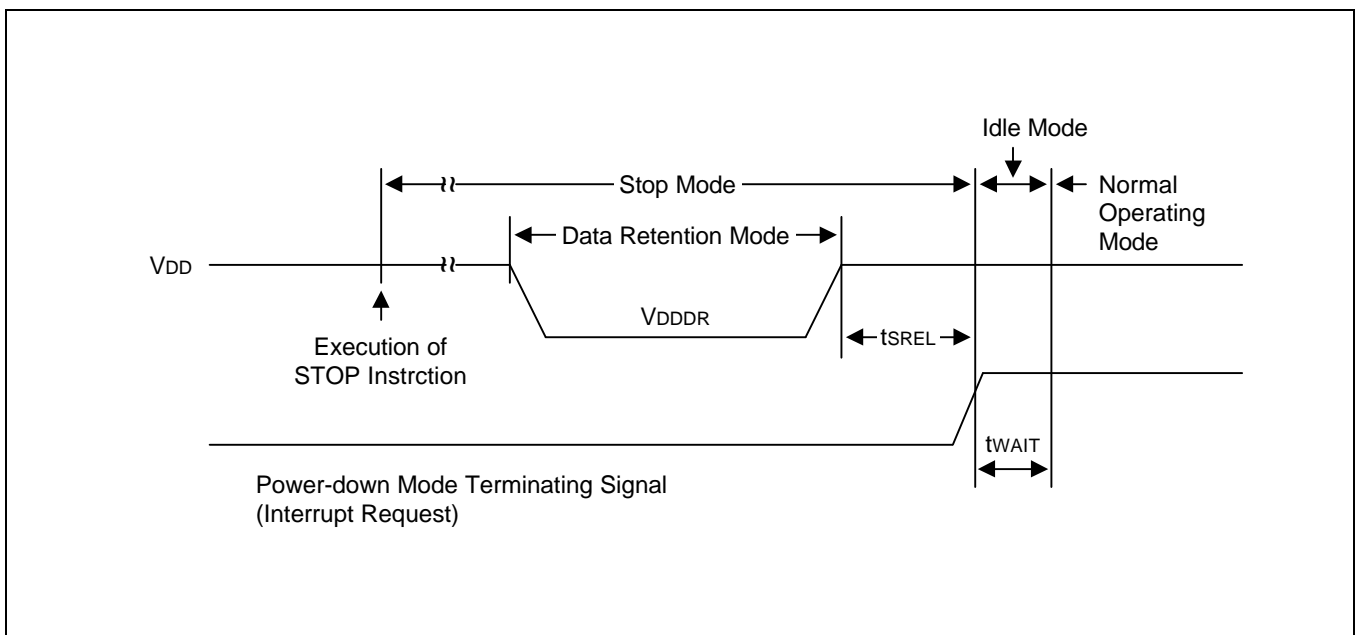 Idle Mode
Stop Mode
Normal
Operating
Mode
Data Retention Mode
VDD
VDDDR
tSREL
Execution of
STOP Instrction
tWAIT
Power-down Mode Terminating Signal
(Interrupt Request)